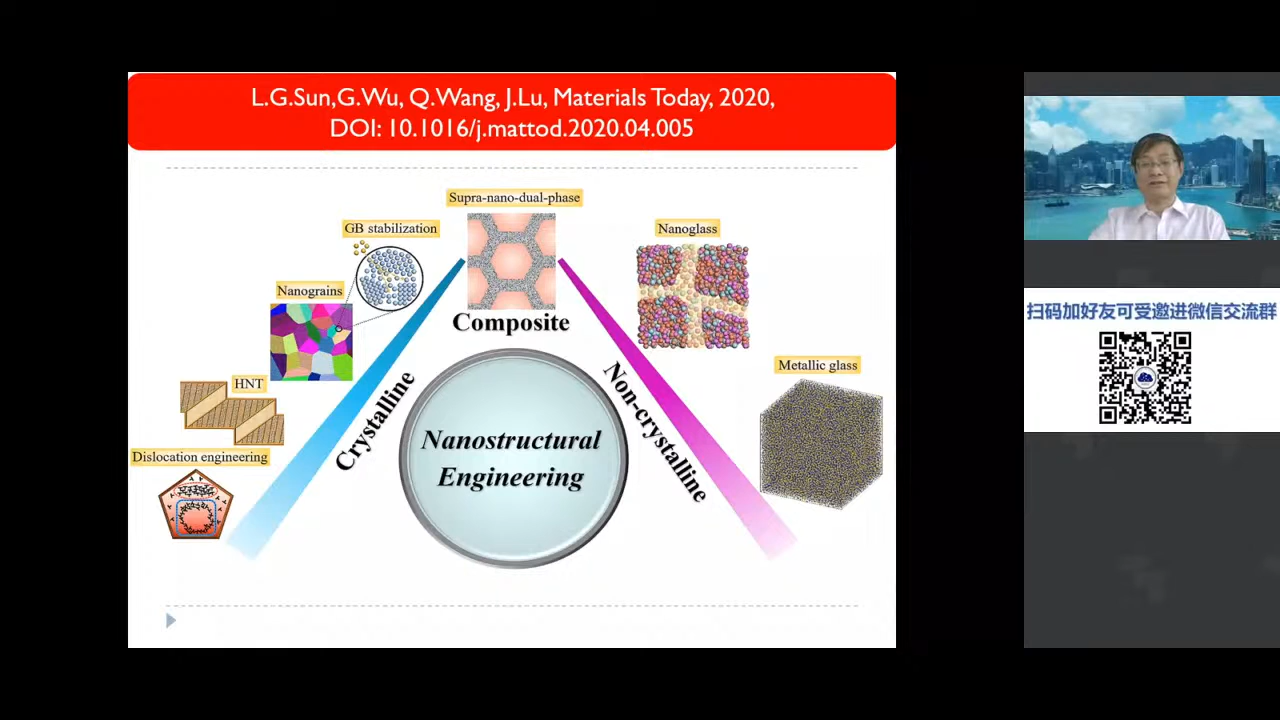 L.G.Sun,G.Wu, Q.Wang, J.Lu, Materials Today, 2020,
DOI: 10.1016/j.mattod.2020.04.005
Supra-nano-dual-phase
GB stabilization
Nanoglass
Nanograins
Composite
Metallic glass
HNT
Crystalline
Non-crystalline
Nanostructural
Engineering
Dislocation engineering
扫码加好友可受邀进微信交流群